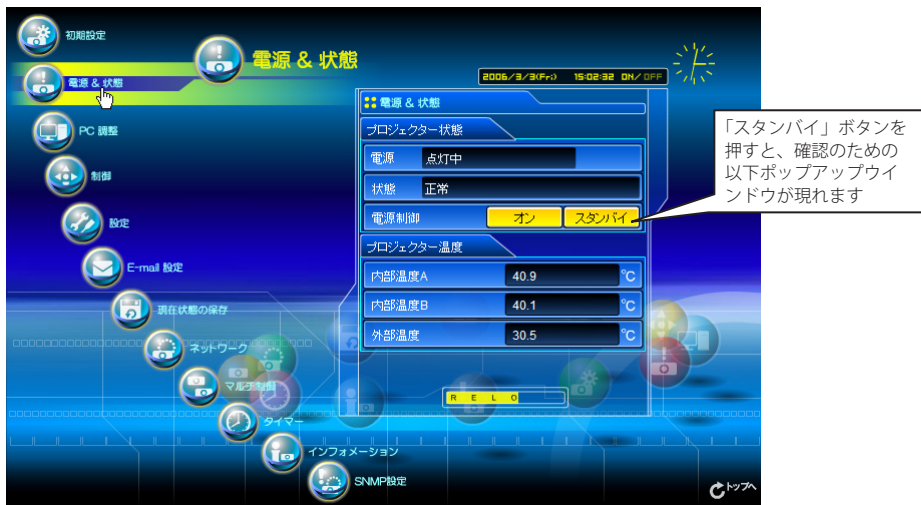 初期設定
電源 & 状態
電源 & 状態
PC 調整
制御
設定
E-mail 設定
現在状態の保存
ネットワーク
マルチ制御
タイマー
インフォメーション
SNMP設定
2006/3/3(Fri) 15:02:32 ON/OFF
電源 & 状態
プロジェクター状態
電源 点灯中
状態 正常
電源制御 オン スタンバイ
プロジェクター温度
内部温度A 40.9 °C
内部温度B 40.1 °C
外部温度 30.5 °C
R E L O
トップへ
「スタンバイ」ボタンを
押すと、確認のための
以下ポップアップウイ
ンドウが現れます